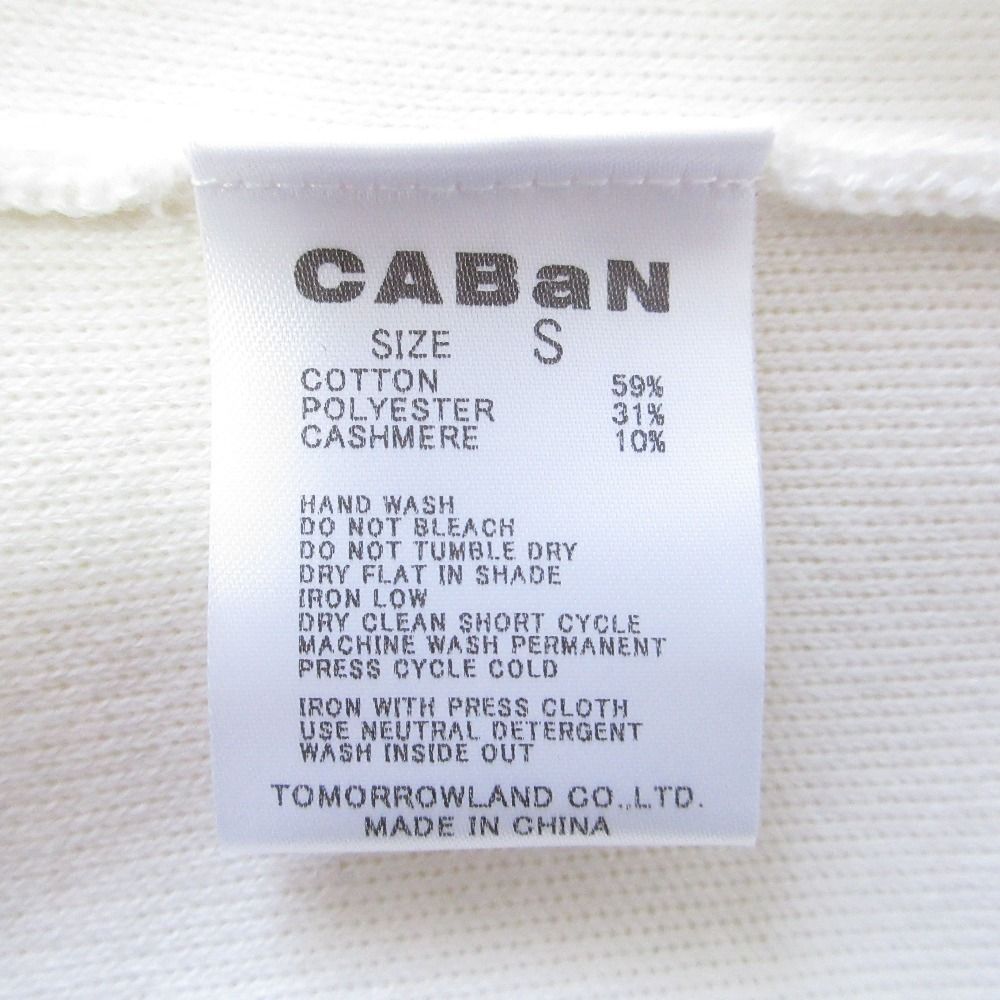 CABaN
SIZE S
COTTON 59%
POLYESTER 31%
CASHMERE 10%
HAND WASH
DO NOT BLEACH
DO NOT TUMBLE DRY
DRY FLAT IN SHADE
IRON LOW
DRY CLEAN SHORT CYCLE
MACHINE WASH PERMANENT
PRESS CYCLE COLD
IRON WITH PRESS CLOTH
USE NEUTRAL DETERGENT
WASH INSIDE OUT
TOMORROWLAND CO.,LTD.
MADE IN CHINA